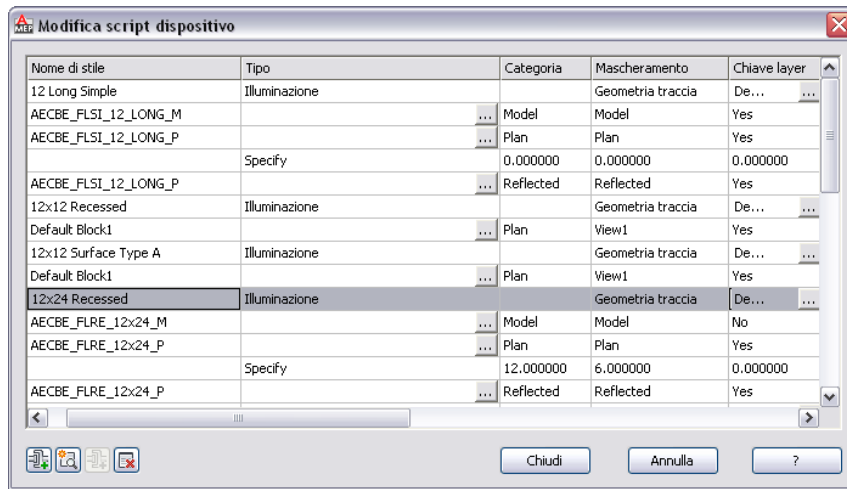 Modifica script dispositivo
Nome di stile Tipo Categoria Mascheramento Chiave layer
12 Long Simple Illuminazione Geometria traccia De... ...
AECBE_FLSI_12_LONG_M ... Model Model Yes
AECBE_FLSI_12_LONG_P ... Plan Plan Yes
Specify 0.000000 0.000000 0.000000
AECBE_FLSI_12_LONG_P ... Reflected Reflected Yes
12x12 Recessed Illuminazione Geometria traccia De... ...
Default Block1 ... Plan View1 Yes
12x12 Surface Type A Illuminazione Geometria traccia De... ...
Default Block1 ... Plan View1 Yes
12x24 Recessed Illuminazione Geometria traccia De... ...
AECBE_FLRE_12x24_M ... Model Model No
AECBE_FLRE_12x24_P ... Plan Plan Yes
Specify 12.000000 6.000000 0.000000
AECBE_FLRE_12x24_P ... Reflected Reflected Yes
Chiudi Annulla ?